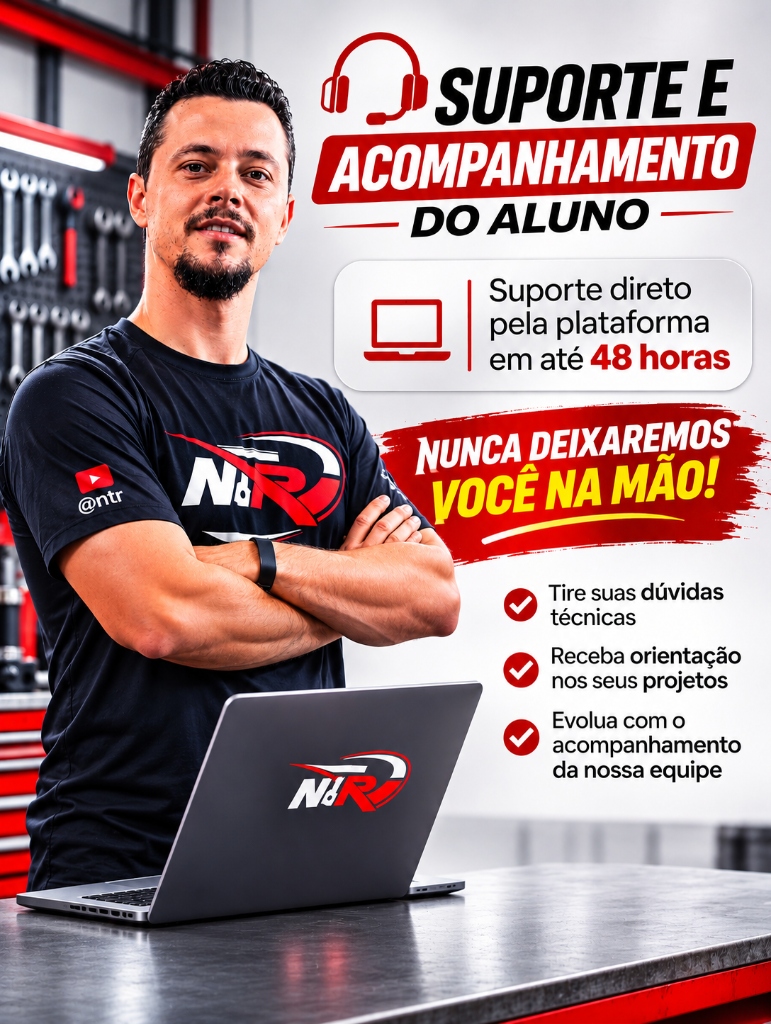 SUPORTE E
ACOMPANHAMENTO
DO ALUNO
Suporte direto
pela plataforma
em até 48 horas
NUNCA DEIXAREMOS
VOCÊ NA MÃO!
Tire suas dúvidas
técnicas
Receba orientação
nos seus projetos
Evolua com o
acompanhamento
da nossa equipe
@ntr
N&R
N&R